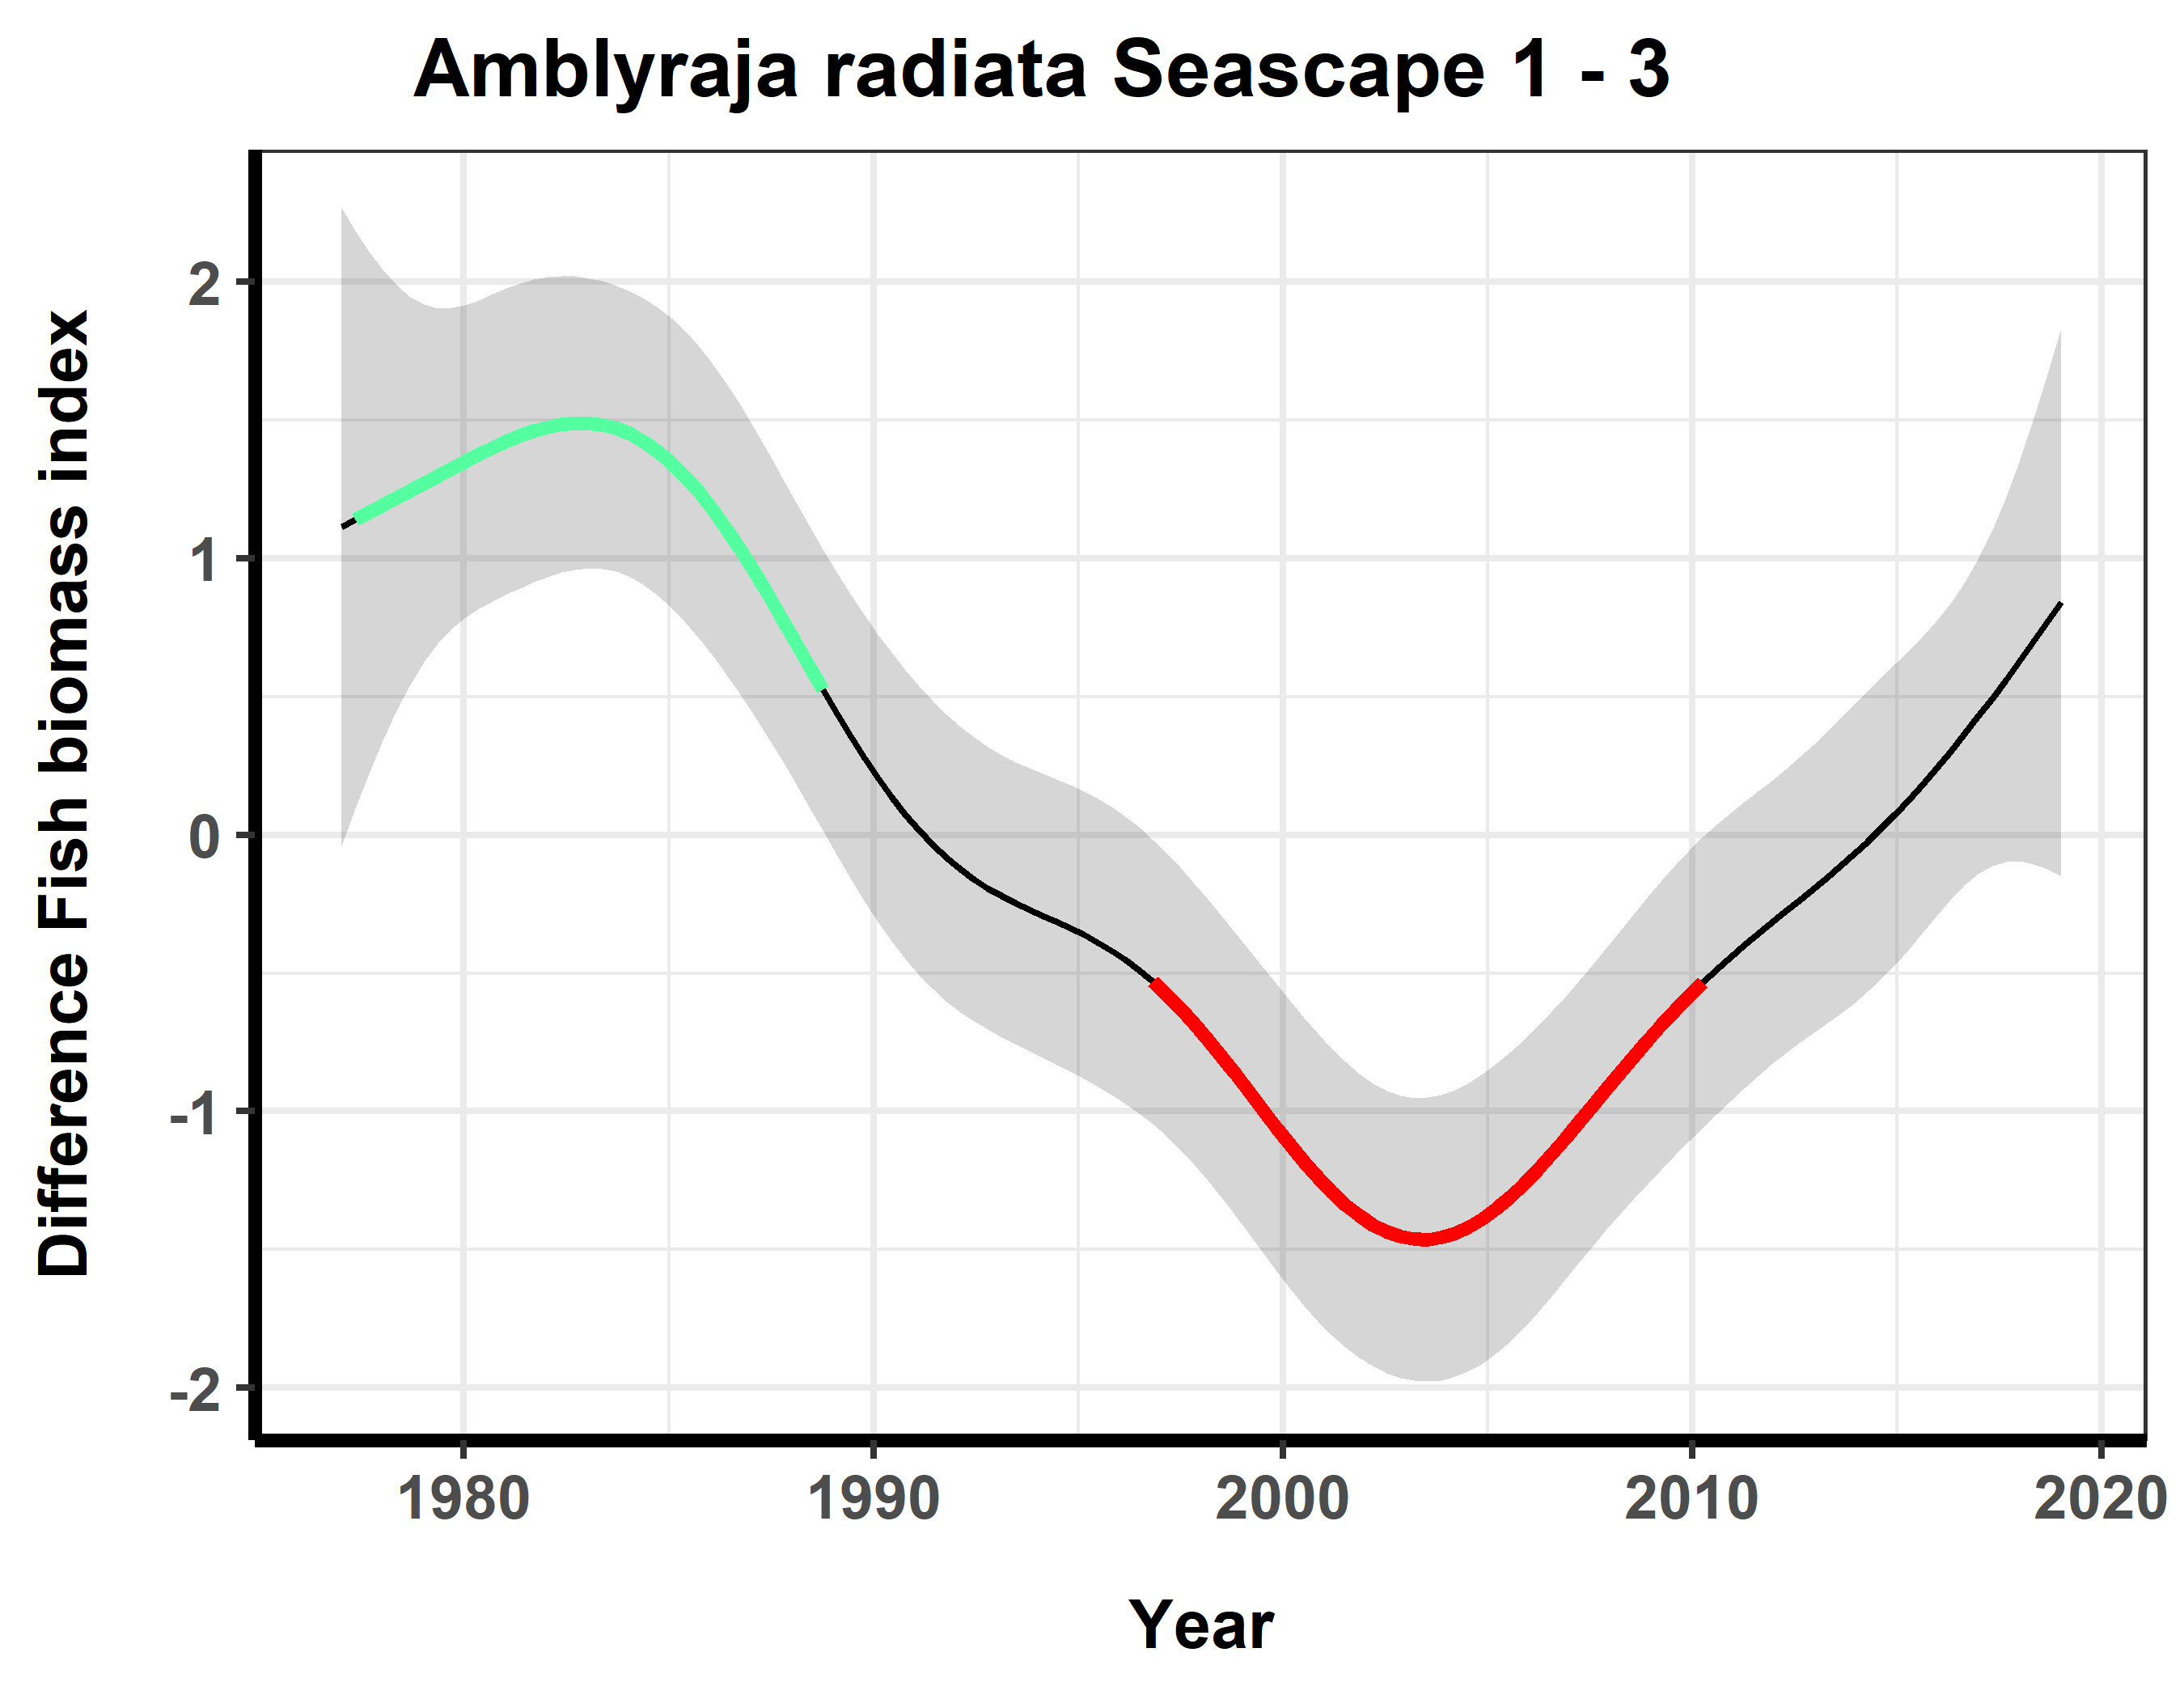 Amblyraja radiata Seascape 1 - 3
Difference Fish biomass index
2
1
0
-1
-2
1980 1990 2000 2010 2020
Year